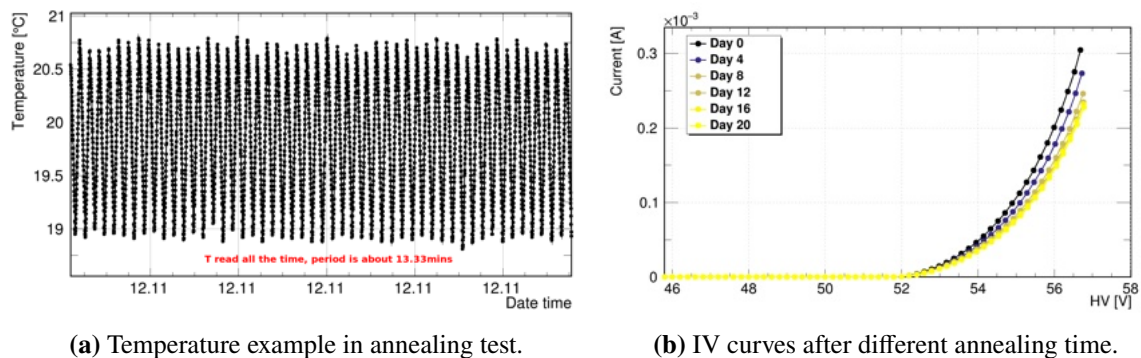 Temperature [°C]
21
20.5
20
19.5
19
T read all the time, period is about 13.33mins
12.11 12.11 12.11 12.11 12.11
Date time
(a) Temperature example in annealing test.
×10⁻³
Current [A]
0.3
0.2
0.1
0
Day 0
Day 4
Day 8
Day 12
Day 16
Day 20
46 48 50 52 54 56 58
HV [V]
(b) IV curves after different annealing time.